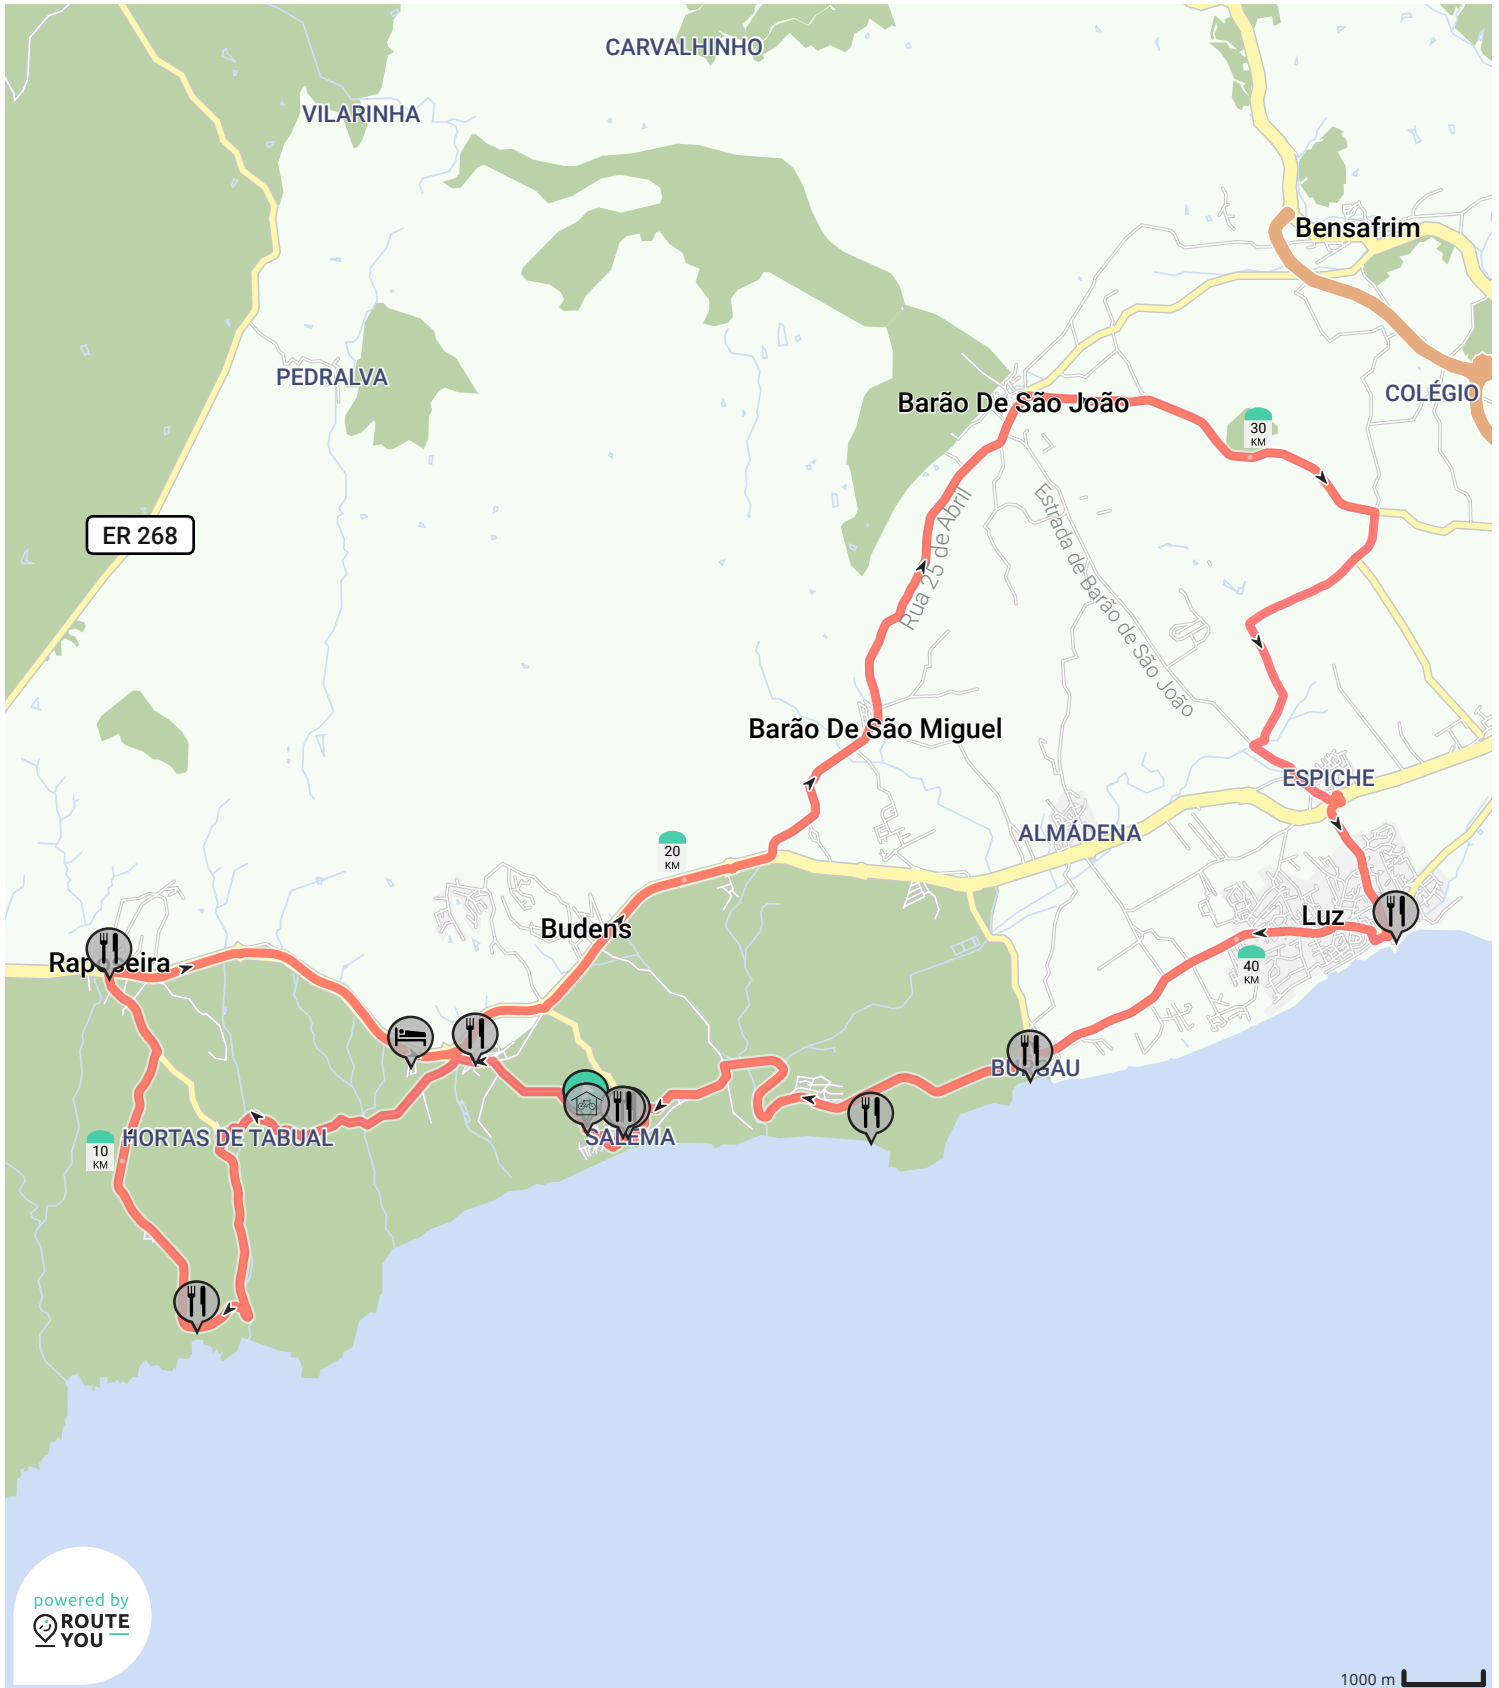 CARVALHINHO
VILARINHA
Bensafrim
PEDRALVA
COLÉGIO
Barão De São João
30
KM
Rua 25 de Abril
Estrada de Barão de São João
ER 268
Barão De São Miguel
ESPICHE
ALMÁDENA
20
KM
Budens
Luz
Raposeira
40
KM
BURGAU
HORTAS DE TABUAL
SALEMA
10
KM
powered by
ROUTE
YOU
1000 m